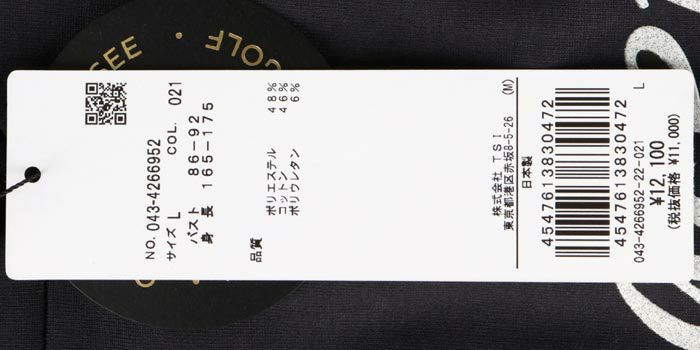 SEE • GOLF
NO. 043-4266952
サイズ L COL. 021
バスト 86-92
身長 165-175
品質
ポリエステル 48%
コットン 46%
ポリウレタン 6%
株式会社 TSI (M)
東京都港区赤坂8-5-26
日本製
4547613830472
4547613830472 L
043-4266952-22-021
¥12,100
(税抜価格 ¥11,000)